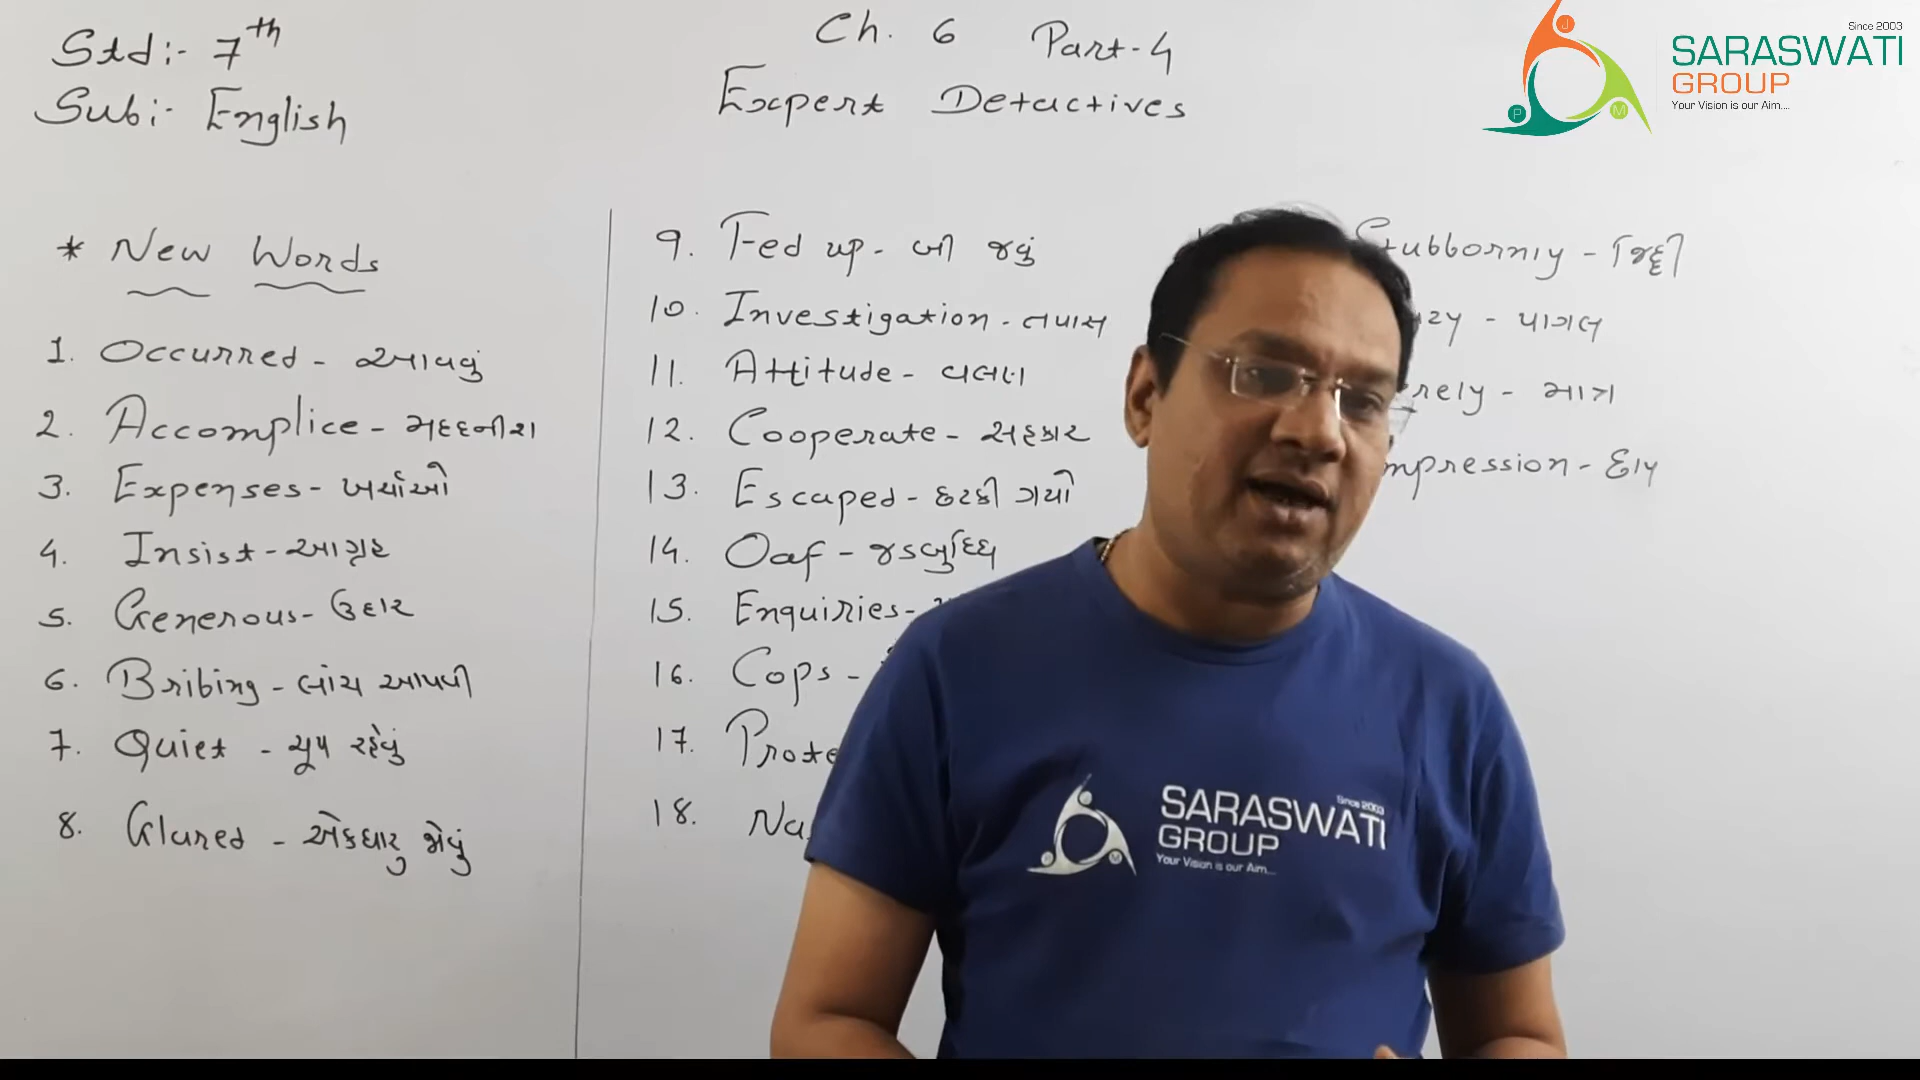 Std:- 7th
Sub:- English
Ch. 6 Part-4
Expert Detactives
Since 2003
SARASWATI
GROUP
Your Vision is our Aim....
J
P
M
* New Words
1. Occurred - આવવું
2. Accomplice - મદદનીશ
3. Expenses - ખર્ચાઓ
4. Insist - આગ્રહ
5. Generous - ઉદાર
6. Bribing - લાંચ આપવી
7. Quiet - ચૂપ રહેવું
8. Glared - એકધારુ જોવું
9. Fed up - બી જવું
10. Investigation - તપાસ
11. Attitude - વલણ
12. Cooperate - સહકાર
13. Escaped - છટકી ગયો
14. Oaf - જડબુદ્ધિ
15. Enquiries -
16. Cops -
17.
18.
Stubbornly - જિદ્દી
- પાગલ
- માત્ર
- છાપ
Since 2003
SARASWATI
GROUP
Your Vision is our Aim...